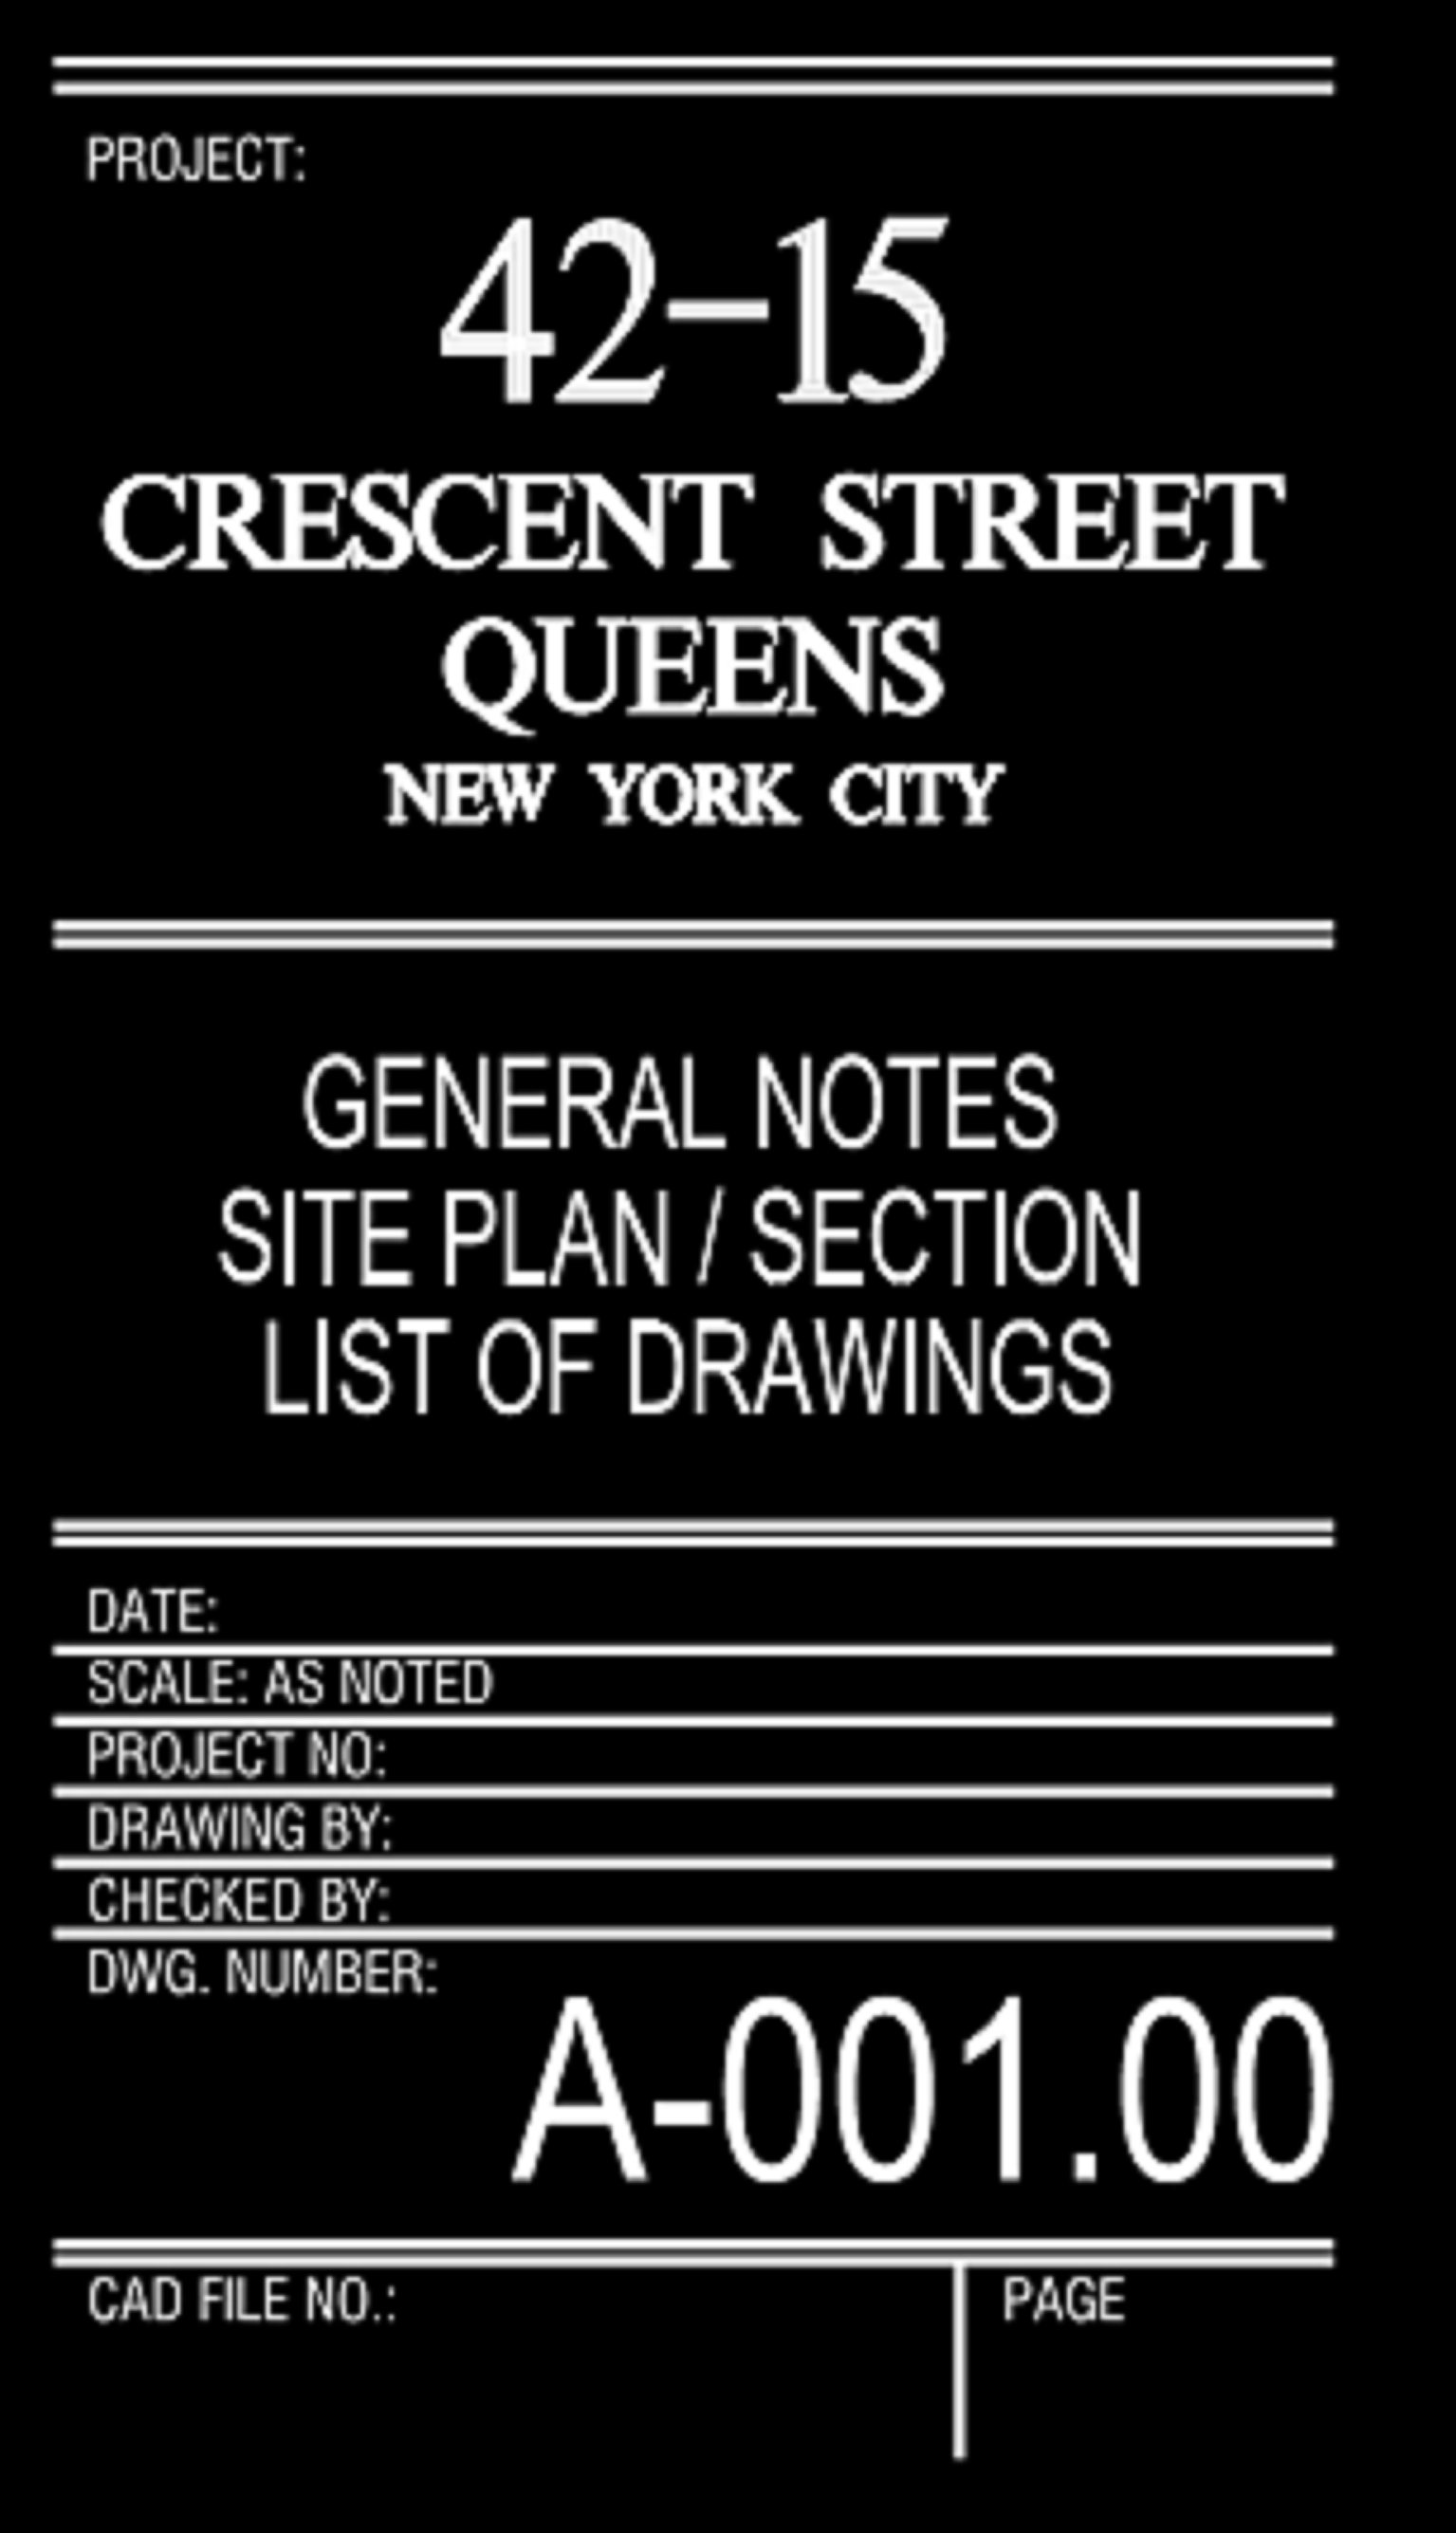 PROJECT:
42-15
CRESCENT STREET
QUEENS
NEW YORK CITY
GENERAL NOTES
SITE PLAN / SECTION
LIST OF DRAWINGS
DATE:
SCALE: AS NOTED
PROJECT NO:
DRAWING BY:
CHECKED BY:
DWG. NUMBER:
A-001.00
CAD FILE NO.:
PAGE